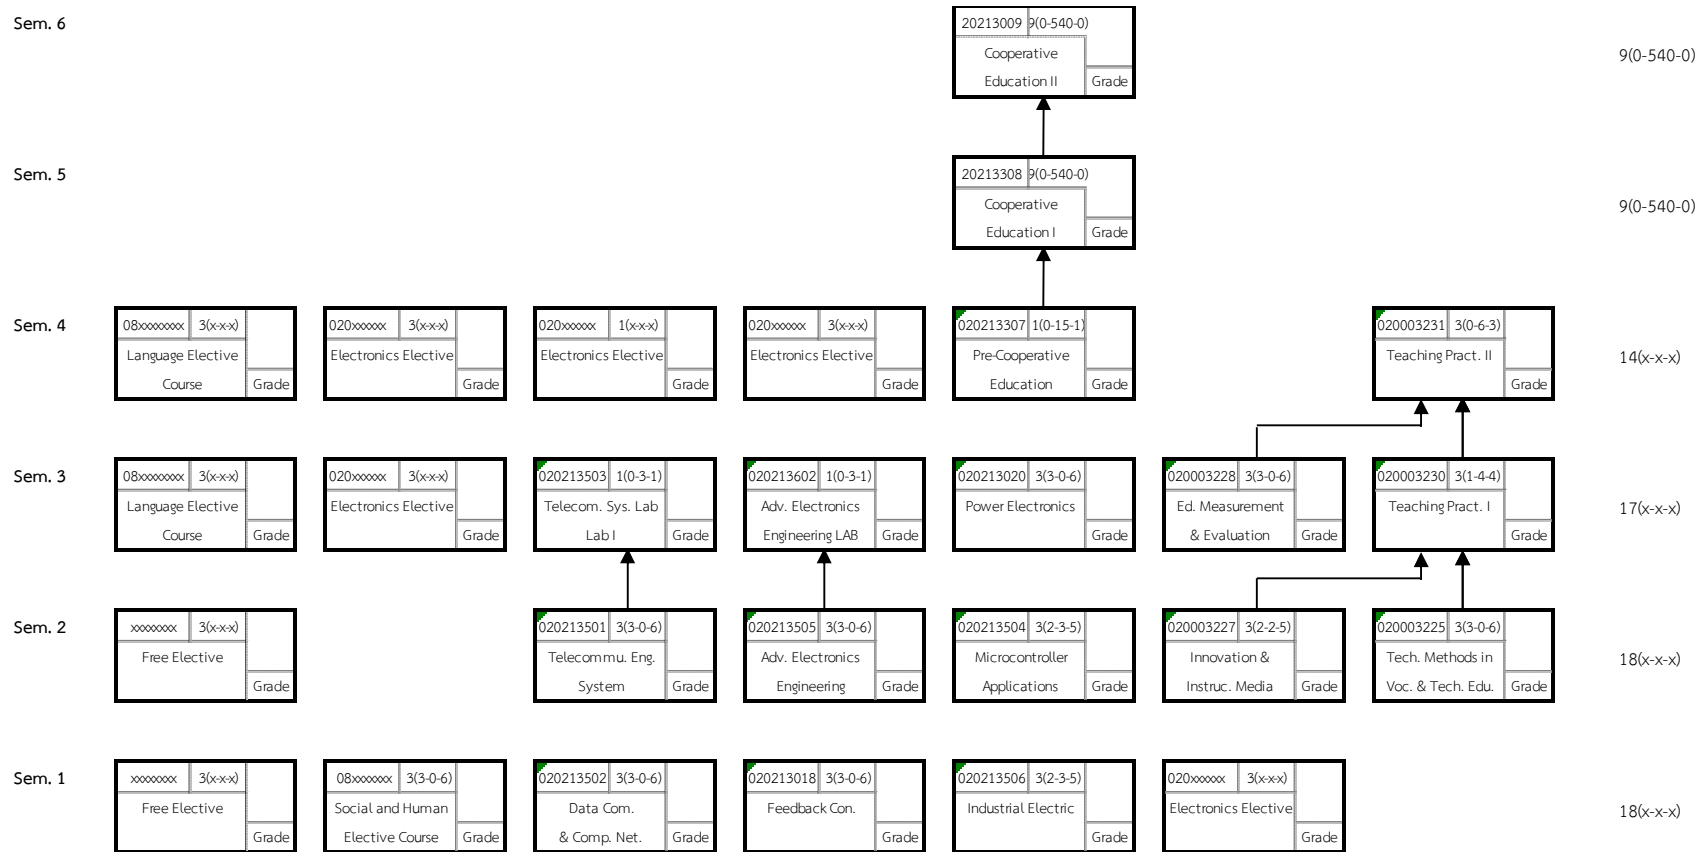 Sem. 6
20213009 9(0-540-0)
Cooperative
Education II
Grade
9(0-540-0)
Sem. 5
20213308 9(0-540-0)
Cooperative
Education I
Grade
9(0-540-0)
Sem. 4
08xxxxxxx 3(x-x-x)
Language Elective
Course
Grade
020xxxxxx 3(x-x-x)
Electronics Elective
Grade
020xxxxxx 1(x-x-x)
Electronics Elective
Grade
020xxxxxx 3(x-x-x)
Electronics Elective
Grade
020213307 1(0-15-1)
Pre-Cooperative
Education
Grade
020003231 3(0-6-3)
Teaching Pract. II
Grade
14(x-x-x)
Sem. 3
08xxxxxxx 3(x-x-x)
Language Elective
Course
Grade
020xxxxxx 3(x-x-x)
Electronics Elective
Grade
020213503 1(0-3-1)
Telecom. Sys. Lab
Lab I
Grade
020213602 1(0-3-1)
Adv. Electronics
Engineering LAB
Grade
020213020 3(3-0-6)
Power Electronics
Grade
020003228 3(3-0-6)
Ed. Measurement
& Evaluation
Grade
020003230 3(1-4-4)
Teaching Pract. I
Grade
17(x-x-x)
Sem. 2
xxxxxxxx 3(x-x-x)
Free Elective
Grade
020213501 3(3-0-6)
Telecommu. Eng.
System
Grade
020213505 3(3-0-6)
Adv. Electronics
Engineering
Grade
020213504 3(2-3-5)
Microcontroller
Applications
Grade
020003227 3(2-2-5)
Innovation &
Instruc. Media
Grade
020003225 3(3-0-6)
Tech. Methods in
Voc. & Tech. Edu.
Grade
18(x-x-x)
Sem. 1
xxxxxxxx 3(x-x-x)
Free Elective
Grade
08xxxxxxx 3(3-0-6)
Social and Human
Elective Course
Grade
020213502 3(3-0-6)
Data Com.
& Comp. Net.
Grade
020213018 3(3-0-6)
Feedback Con.
Grade
020213506 3(2-3-5)
Industrial Electric
Grade
020xxxxxx 3(x-x-x)
Electronics Elective
Grade
18(x-x-x)